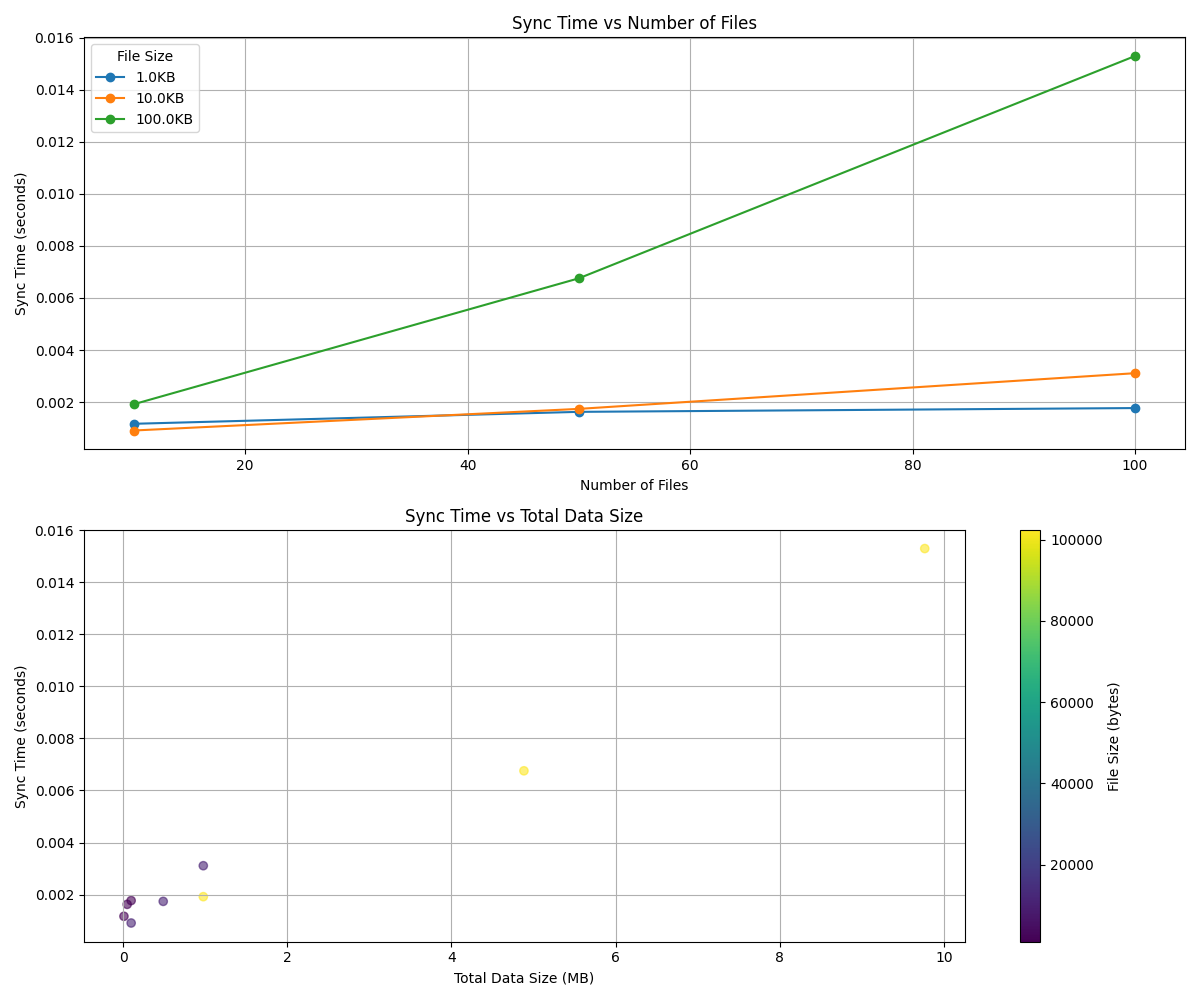 Sync Time vs Number of Files
0.016
0.014
0.012
0.010
0.008
0.006
0.004
0.002
Sync Time (seconds)
File Size
1.0KB
10.0KB
100.0KB
20
40
60
80
100
Number of Files
Sync Time vs Total Data Size
0.016
0.014
0.012
0.010
0.008
0.006
0.004
0.002
Sync Time (seconds)
0
2
4
6
8
10
Total Data Size (MB)
100000
80000
60000
40000
20000
File Size (bytes)